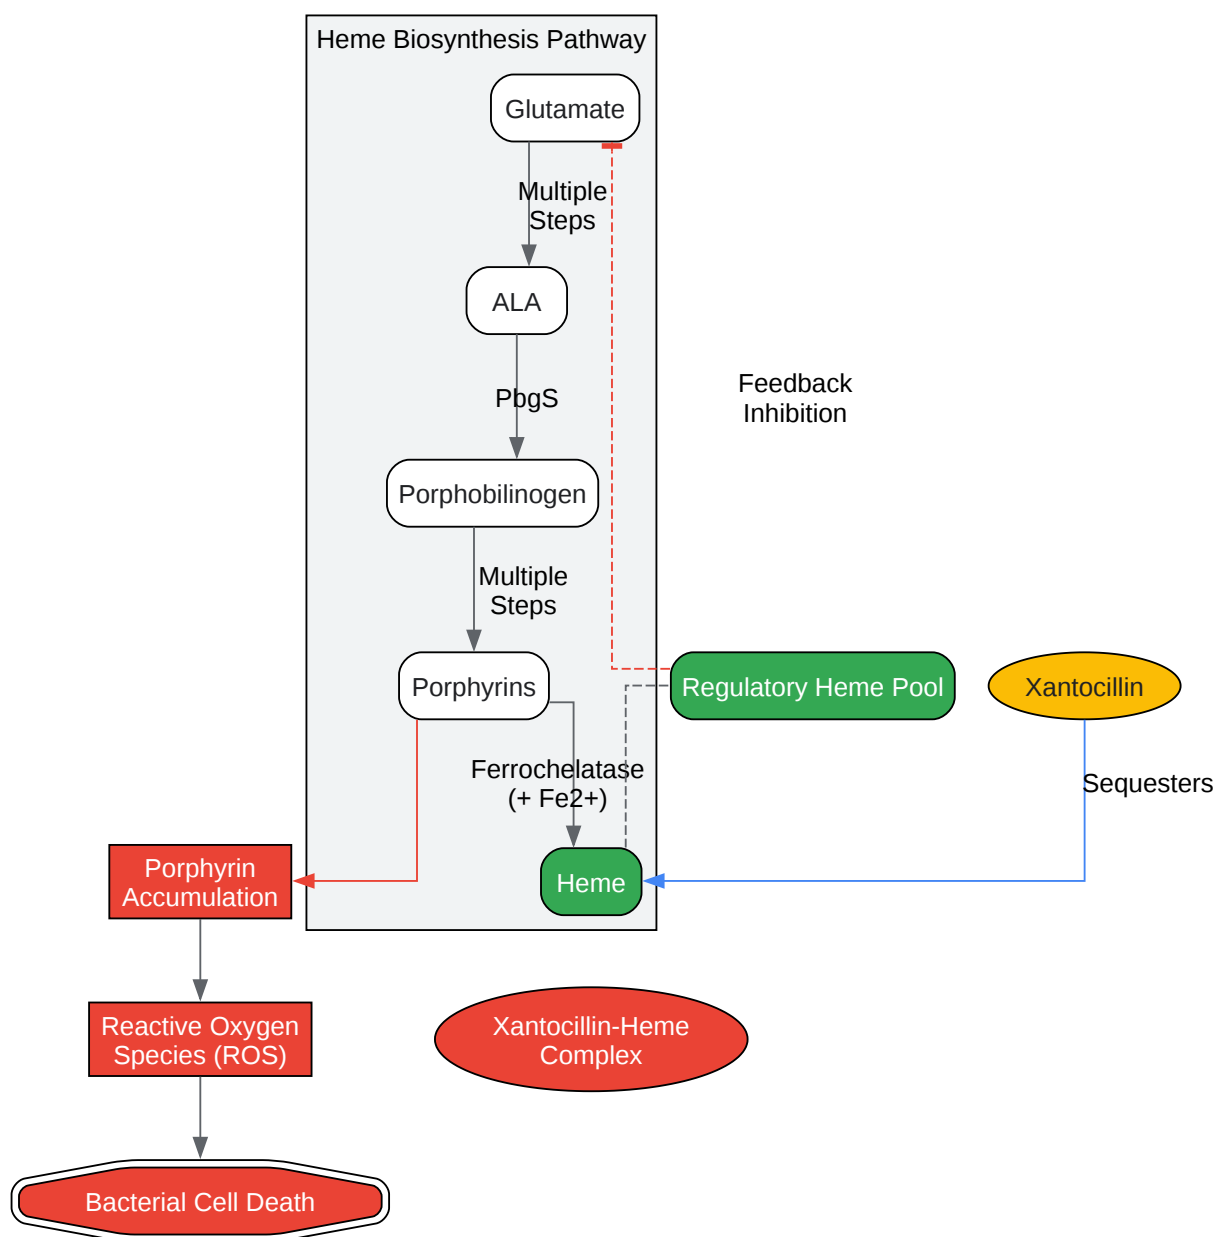 Heme Biosynthesis Pathway
Glutamate
Multiple
Steps
ALA
Feedback
Inhibition
PbgS
Porphobilinogen
Multiple
Steps
Porphyrins
Regulatory Heme Pool
Xantocillin
Ferrochelatase
(+ Fe2+)
Sequesters
Porphyrin
Accumulation
Heme
Reactive Oxygen
Species (ROS)
Xantocillin-Heme
Complex
Bacterial Cell Death